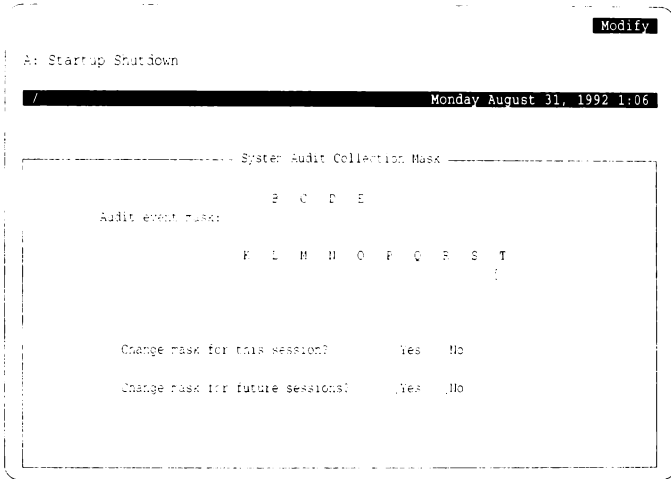 Modify
A: Startup Shutdown
/ Monday August 31, 1992 1:06
System Audit Collection Mask
B C D E
Audit event mask:
K L M N O P Q R S T
Change mask for this session? Yes No
Change mask for future sessions? Yes No